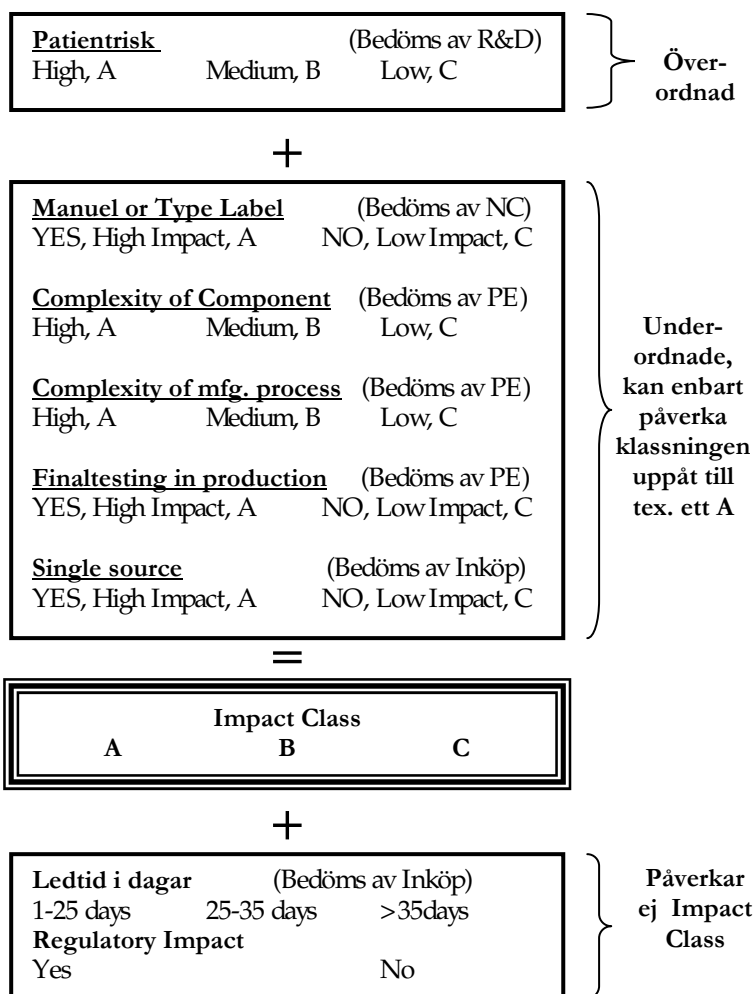 Patientrisk (Bedöms av R&D)
High, A Medium, B Low, C
Över-
ordnad
+
Manuel or Type Label (Bedöms av NC)
YES, High Impact, A NO, Low Impact, C
Complexity of Component (Bedöms av PE)
High, A Medium, B Low, C
Complexity of mfg. process (Bedöms av PE)
High, A Medium, B Low, C
Finaltesting in production (Bedöms av PE)
YES, High Impact, A NO, Low Impact, C
Single source (Bedöms av Inköp)
YES, High Impact, A NO, Low Impact, C
Under-
ordnade,
kan enbart
påverka
klassningen
uppåt till
tex. ett A
=
Impact Class
A B C
+
Ledtid i dagar (Bedöms av Inköp)
1-25 days 25-35 days >35days
Regulatory Impact
Yes No
Påverkar
ej Impact
Class